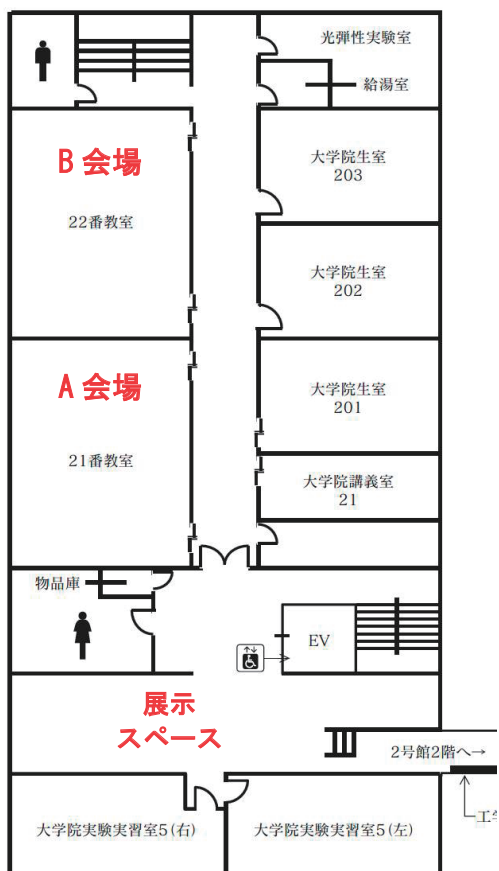 光弾性実験室
給湯室
B 会場
22番教室
大学院生室
203
大学院生室
202
A 会場
21番教室
大学院生室
201
大学院講義室
21
物品庫
EV
展示
スペース
2号館2階へ→
大学院実験実習室5(右)
大学院実験実習室5(左)
工学